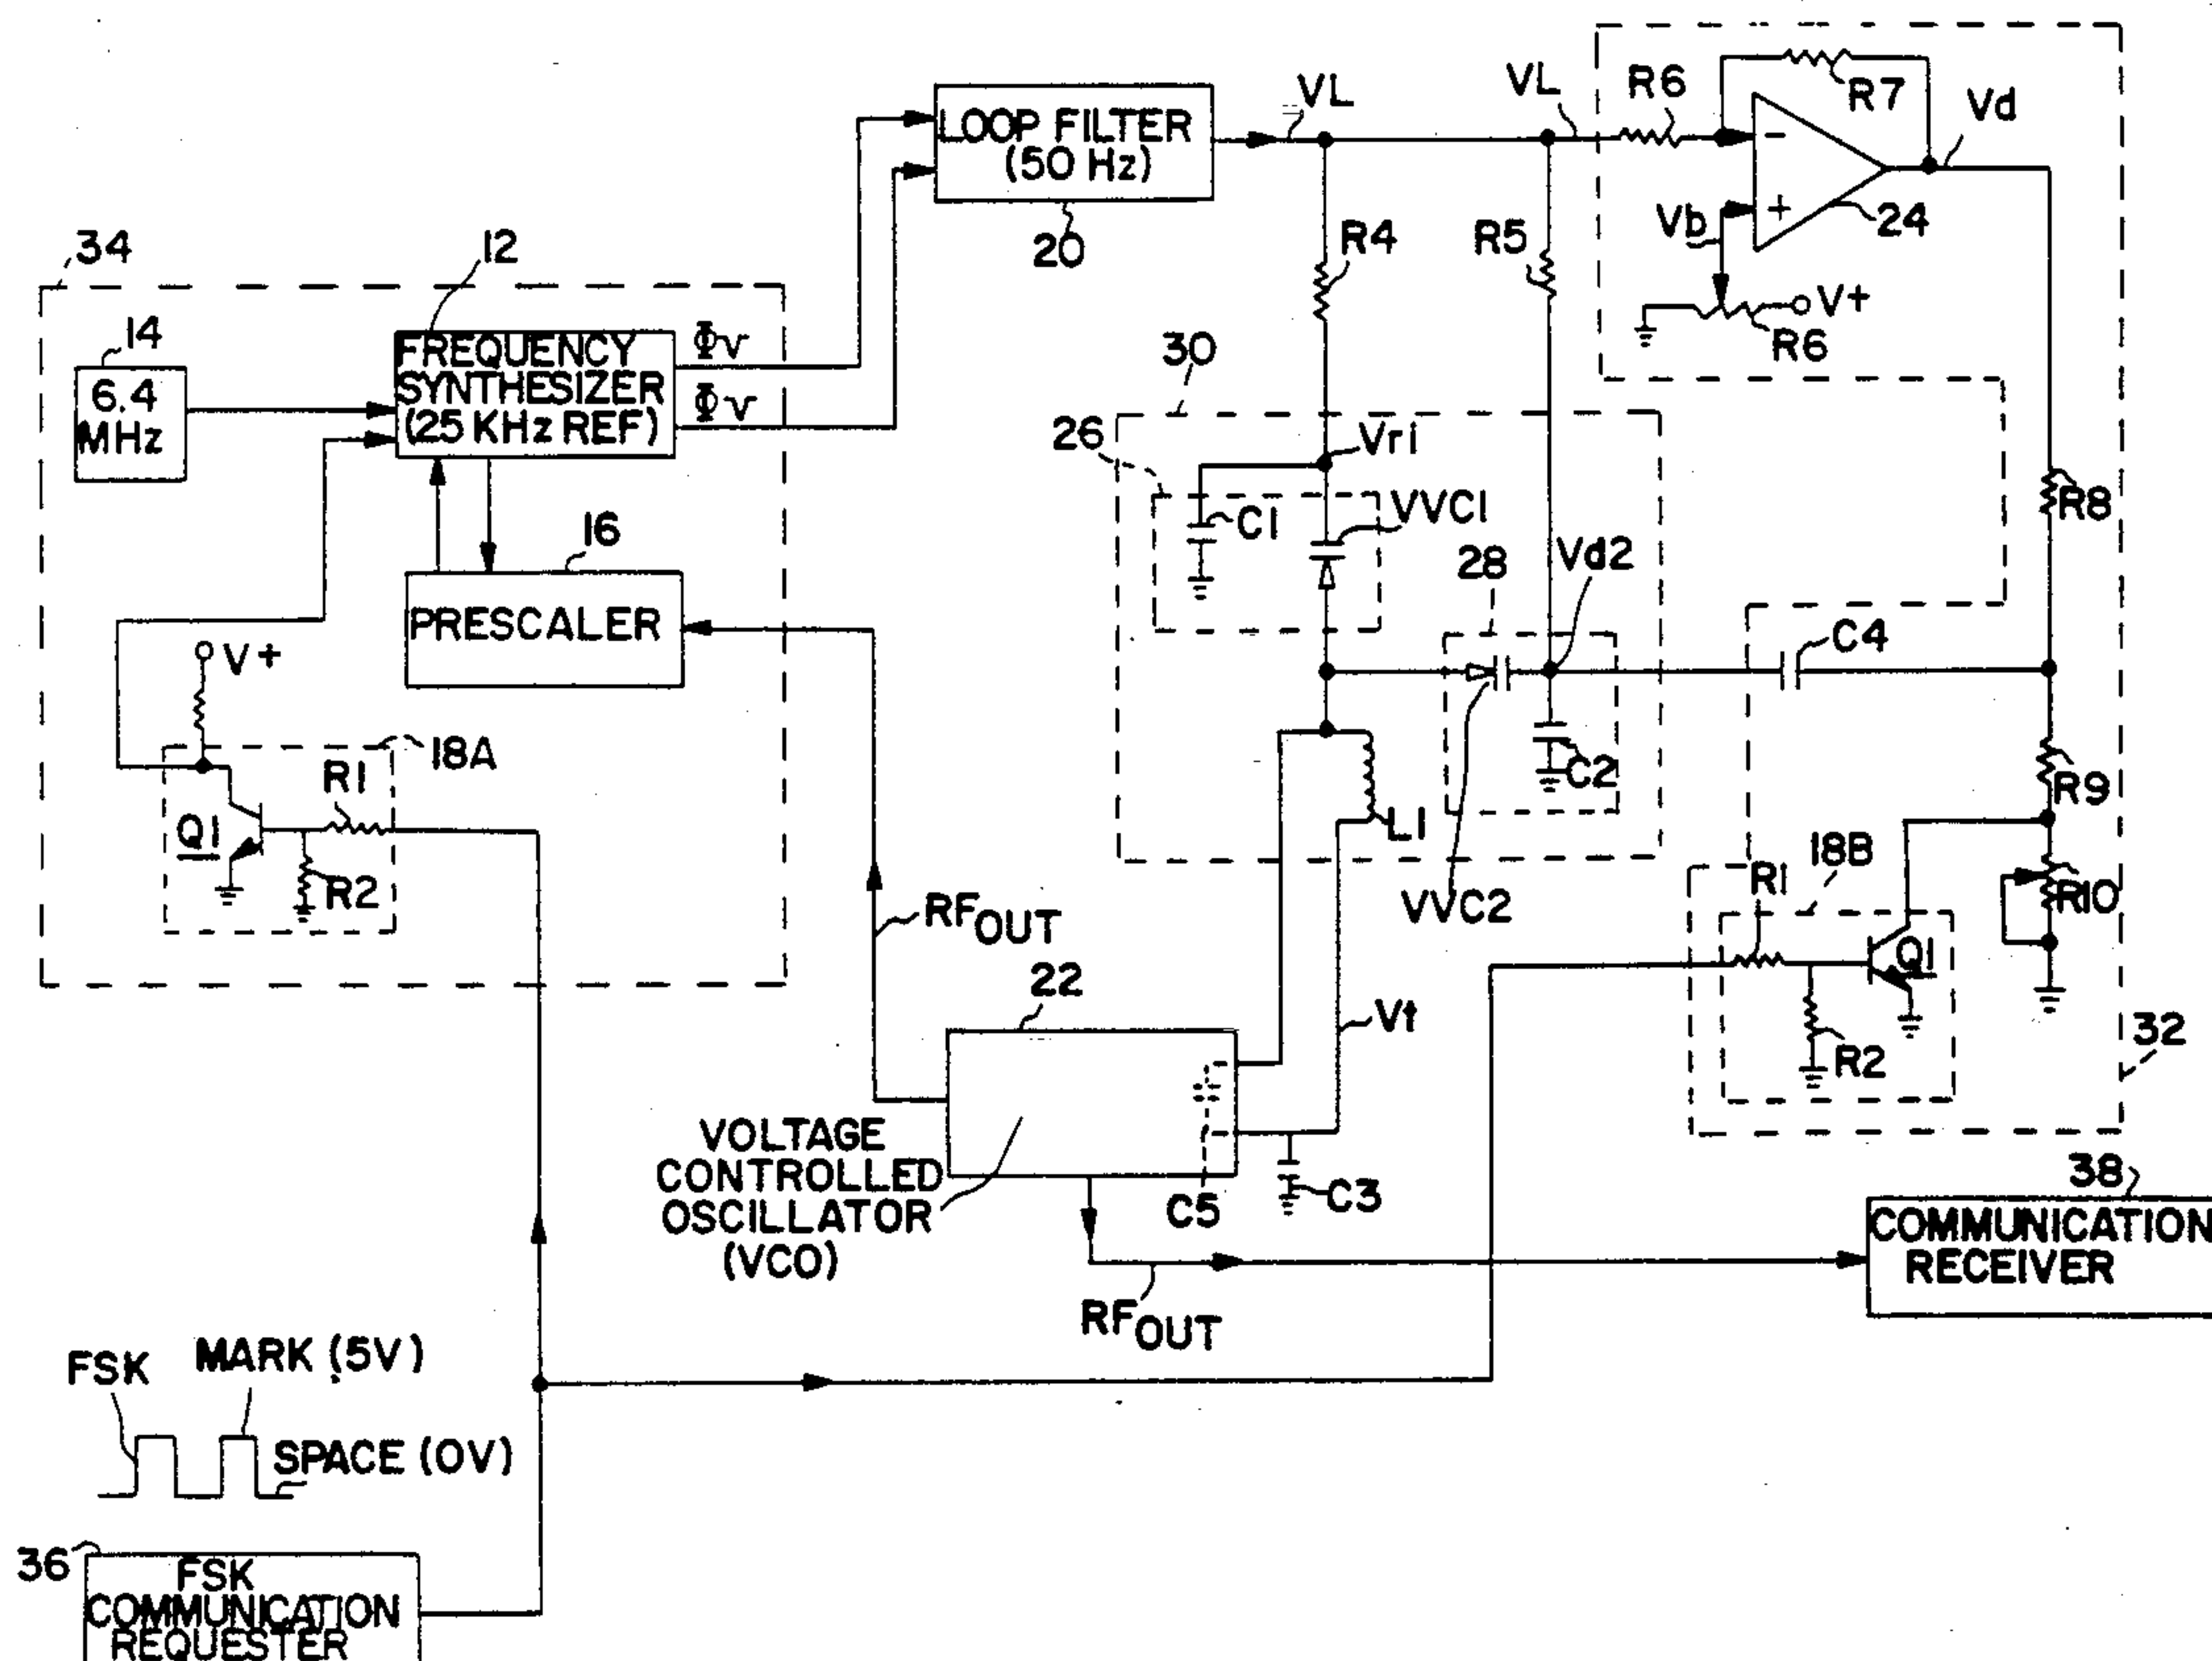 VL
VL
R6
R7
Vd
LOOP FILTER
(50 Hz)
20
R4
R5
Vb
+
24
V+
R6
34
12
14
6.4
MHz
FREQUENCY
SYNTHESIZER
(25 KHz REF)
Φv
Φv
30
26
Vri
C1
VVC1
28
Vd2
R8
16
PRESCALER
C4
V+
18A
R1
Q1
R2
C2
L1
R9
18B
R1
R10
VVC2
Q1
RFOUT
22
Vt
R2
32
VOLTAGE
CONTROLLED
OSCILLATOR
(VCO)
C5
C3
38
COMMUNICATION
RECEIVER
RFOUT
FSK
MARK (5V)
SPACE (0V)
36
FSK
COMMUNICATION
REQUESTER